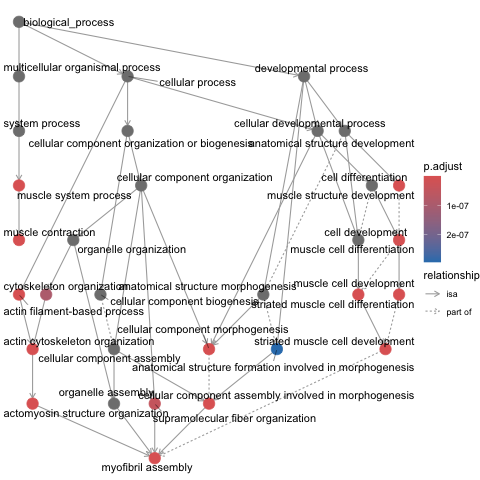 biological_process
multicellular organismal process
developmental process
cellular process
system process
cellular developmental process
cellular component organization or biogenesis
anatomical structure development
p.adjust
cellular component organization
cell differentiation
muscle system process
muscle structure development
1e-07
muscle contraction
cell development
2e-07
organelle organization
muscle cell differentiation
relationship
cytoskeleton organization
anatomical structure morphogenesis
muscle cell development
isa
cellular component biogenesis
striated muscle cell differentiation
actin filament-based process
part of
cellular component morphogenesis
actin cytoskeleton organization
striated muscle cell development
cellular component assembly
anatomical structure formation involved in morphogenesis
organelle assembly
cellular component assembly involved in morphogenesis
actomyosin structure organization
supramolecular fiber organization
myofibril assembly